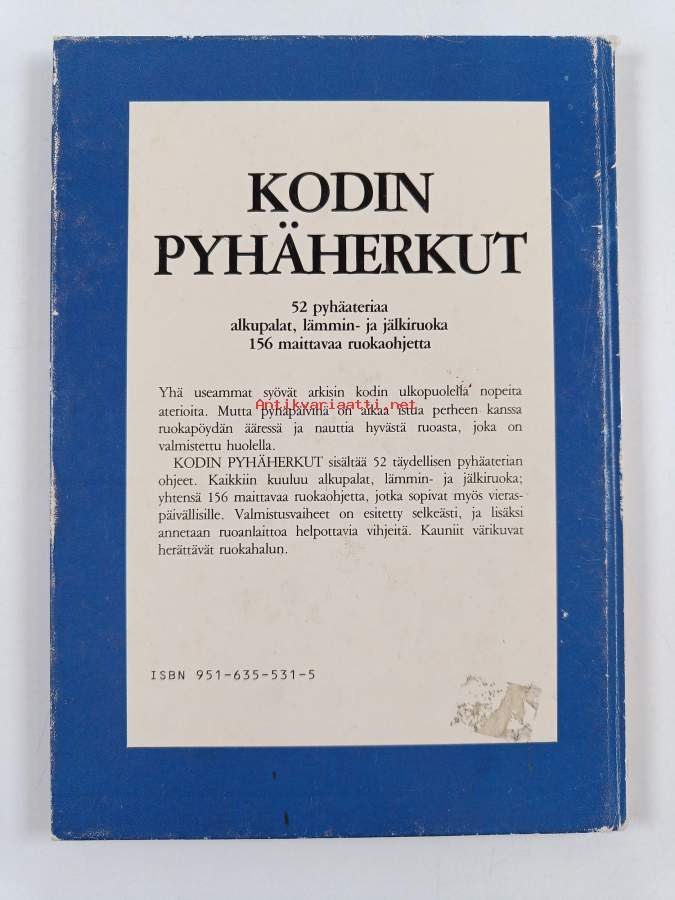 KODIN
PYHÄHERKUT
52 pyhäateriaa
alkupalat, lämmin- ja jälkiruoka
156 maittavaa ruokaohjetta
Yhä useammat syövät arkisin kodin ulkopuolella nopeita
aterioita. Mutta pyhäpäivinä on aikaa istua perheen kanssa
Antikvariaatti.net
ruokapöydän ääressä ja nauttia hyvästä ruoasta, joka on
valmistettu huolella.
KODIN PYHÄHERKUT sisältää 52 täydellisen pyhäaterian
ohjeet. Kaikkiin kuuluu alkupalat, lämmin- ja jälkiruoka;
yhtensä 156 maittavaa ruokaohjetta, jotka sopivat myös vieras-
päivällisille. Valmistusvaiheet on esitetty selkeästi, ja lisäksi
annetaan ruoanlaittoa helpottavia vihjeitä. Kauniit värikuvat
herättävät ruokahalun.
ISBN 951-635-531-5